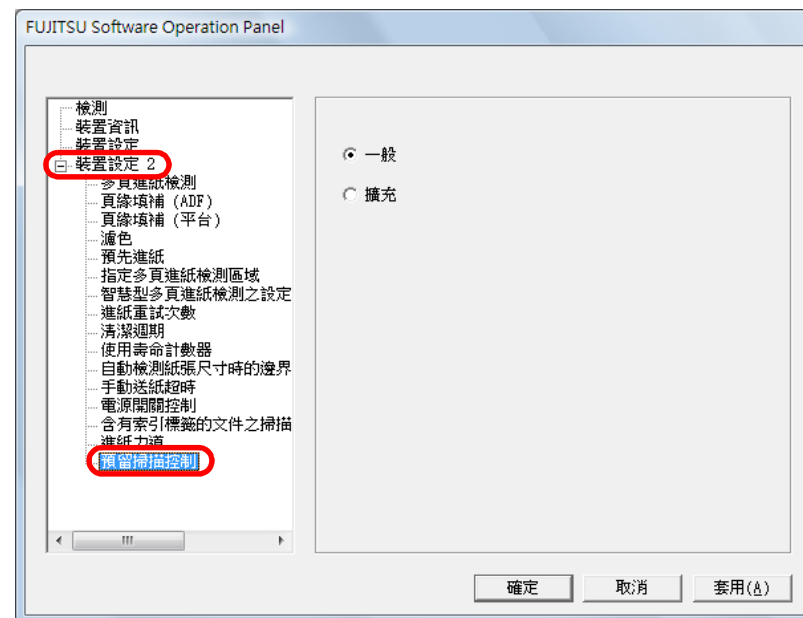 FUJITSU Software Operation Panel
檢測
裝置資訊
裝置設定
裝置設定 2
多頁進紙檢測
頁緣填補 (ADF)
頁緣填補 (平台)
濾色
預先進紙
指定多頁進紙檢測區域
智慧型多頁進紙檢測之設定
進紙重試次數
清潔週期
使用壽命計數器
自動檢測紙張尺寸時的邊界
手動送紙超時
電源開關控制
含有索引標籤的文件之掃描
進紙力道
預留掃描控制
一般
擴充
確定
取消
套用(A)